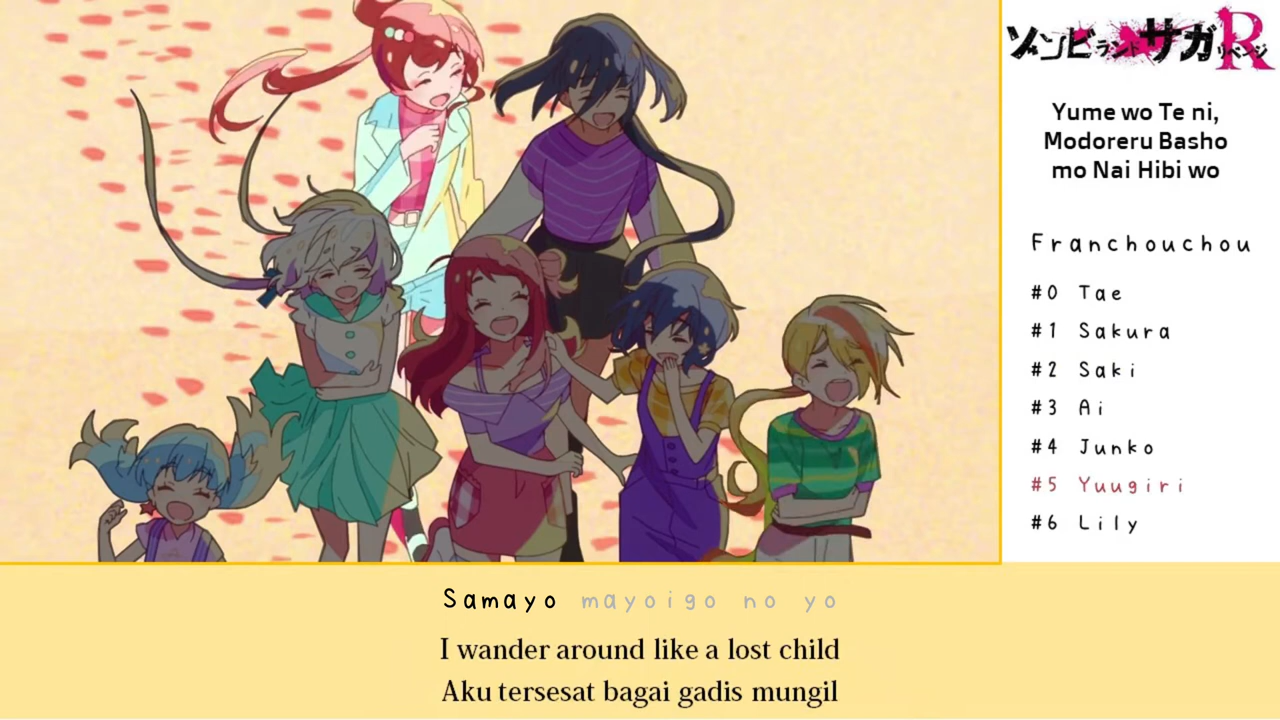 ゾンビランドサガR
リベンジ
Yume wo Te ni,
Modoreru Basho
mo Nai Hibi wo
Franchouchou
#0 Tae
#1 Sakura
#2 Saki
#3 Ai
#4 Junko
#5 Yuugiri
#6 Lily
Samayo mayoigo no yo
I wander around like a lost child
Aku tersesat bagai gadis mungil